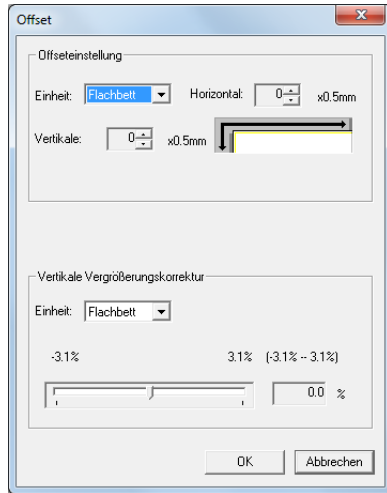 Offset
Offseteinstellung
Einheit: Flachbett Horizontal: 0 x0.5mm
Vertikale: 0 x0.5mm
Vertikale Vergrößerungskorrektur
Einheit: Flachbett
-3.1% 3.1% (-3.1% -- 3.1%)
0.0 %
OK Abbrechen